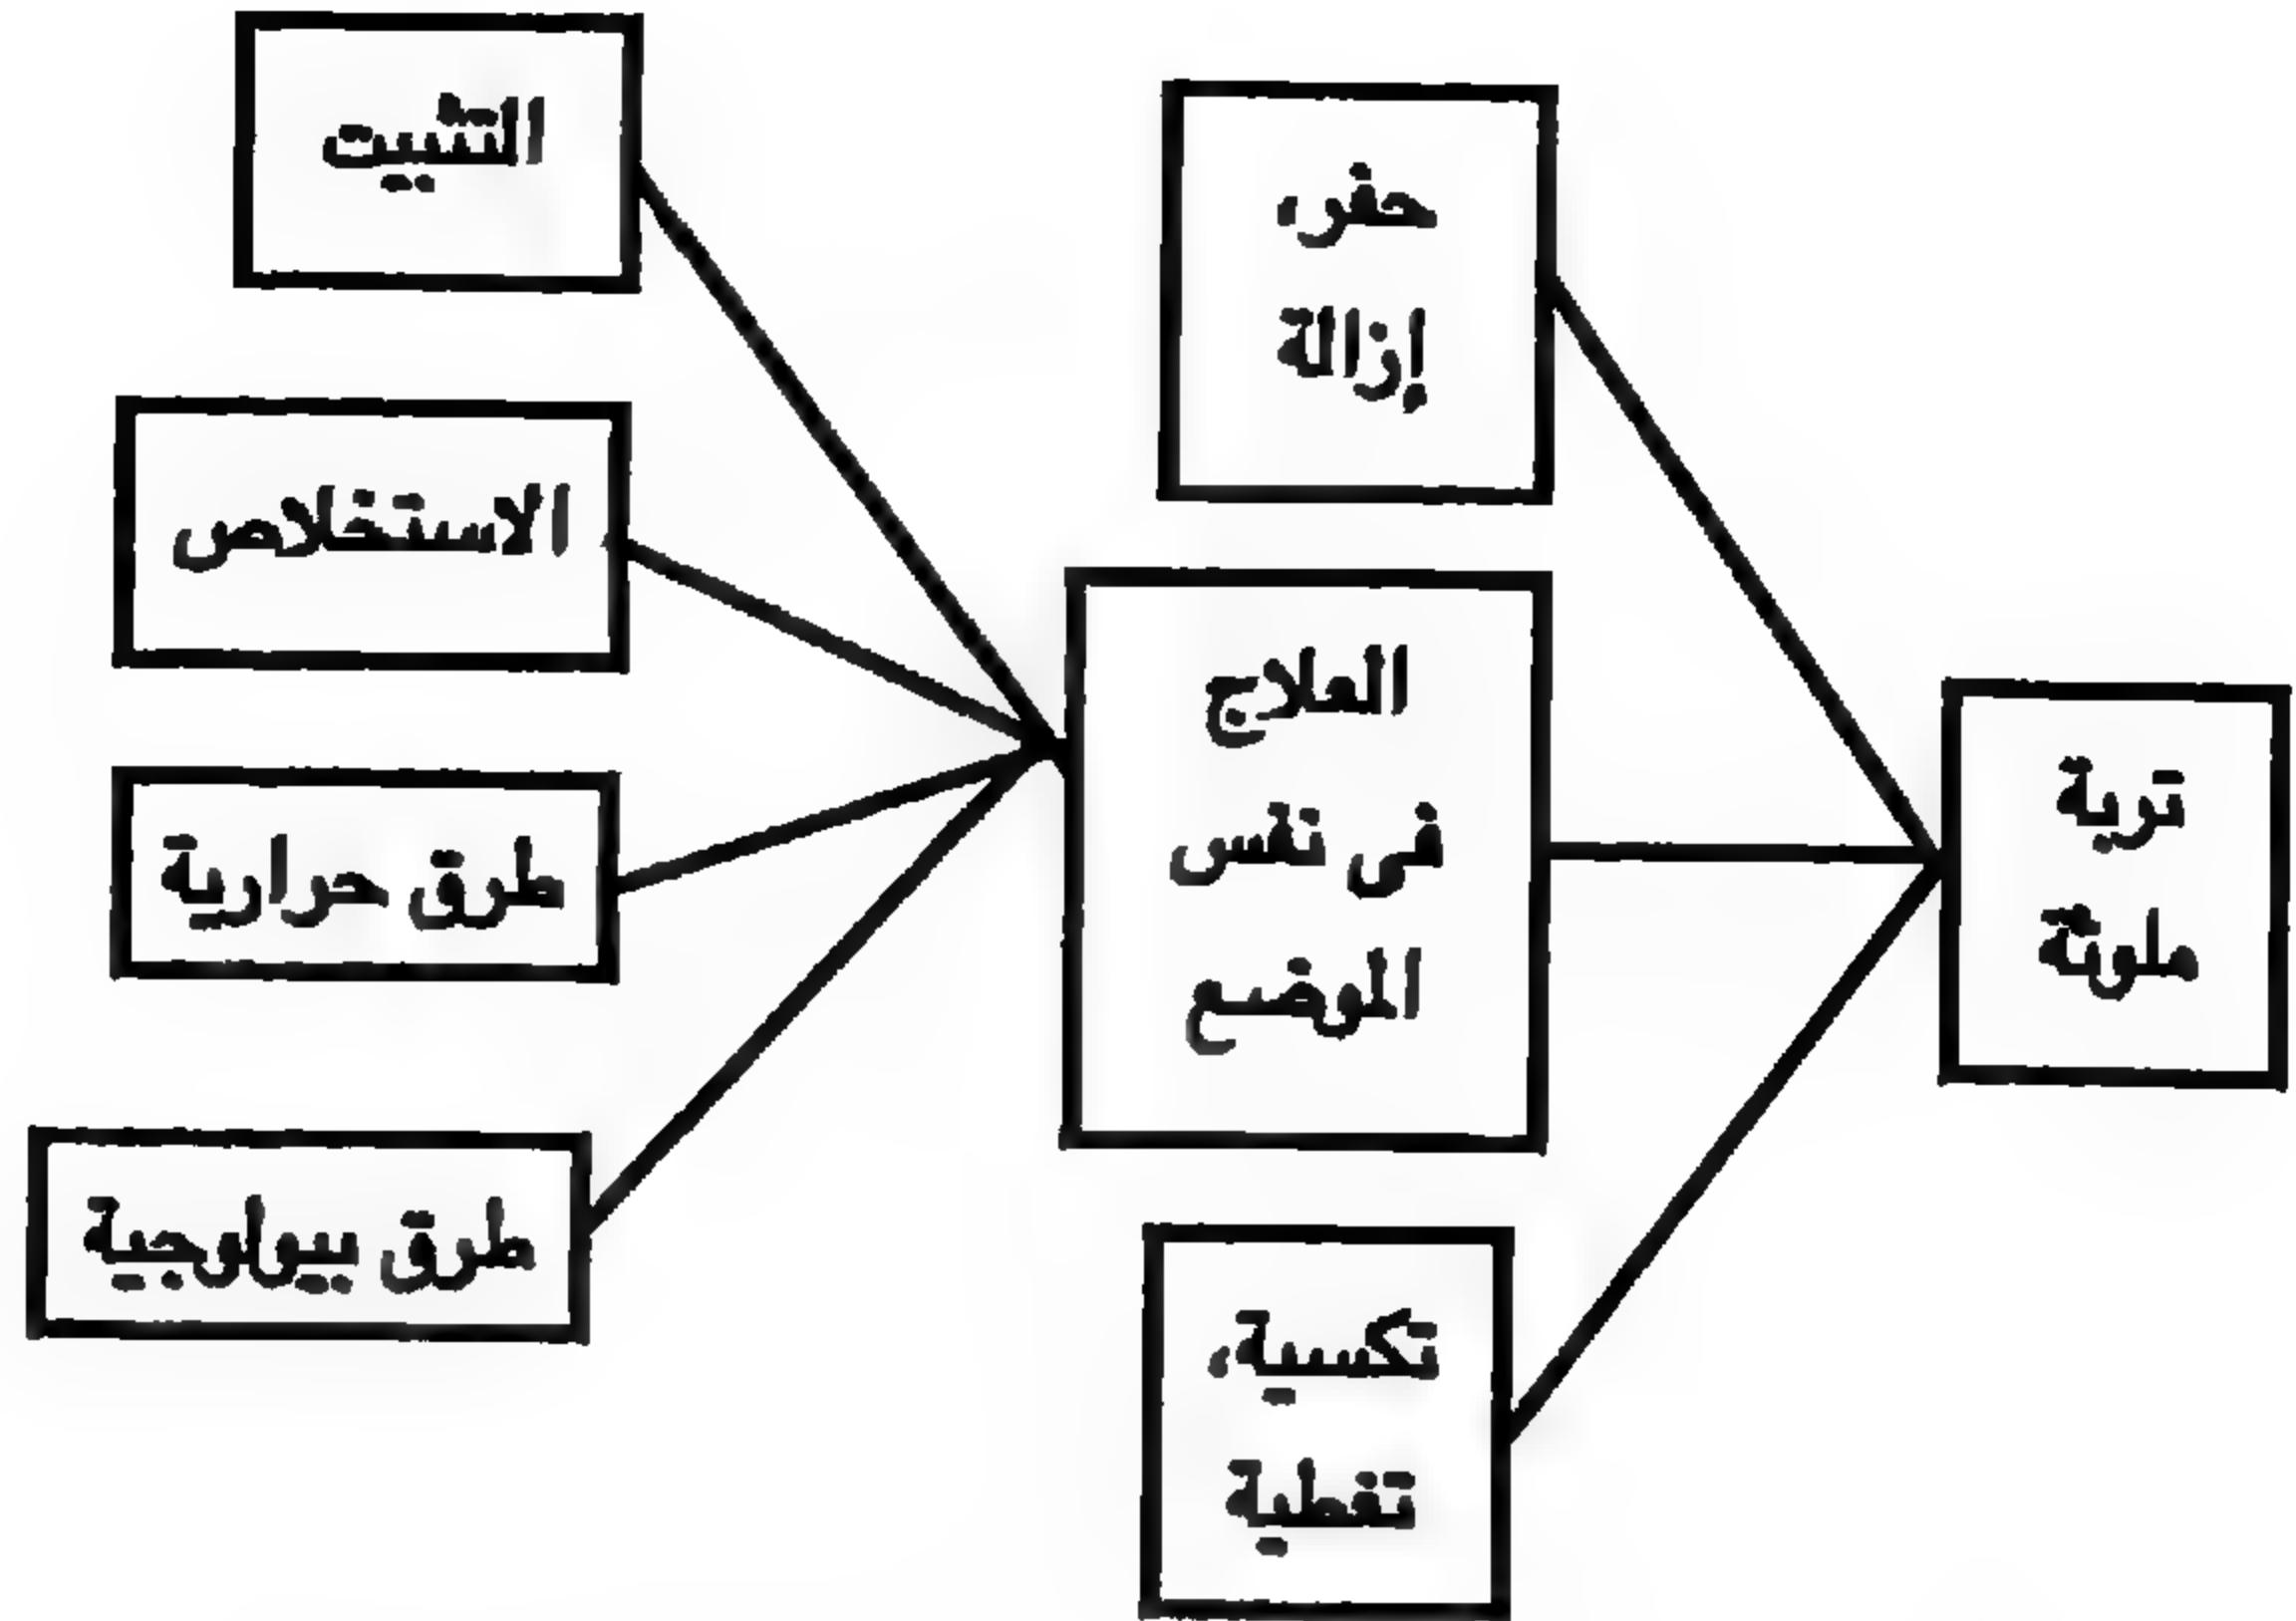 تربة
ملوثة
حفر،
إزالة
العلاج
فى نفس
الموضع
تكسية،
تغطية
التثبيت
الاستخلاص
طرق حرارية
طرق بيولوجية